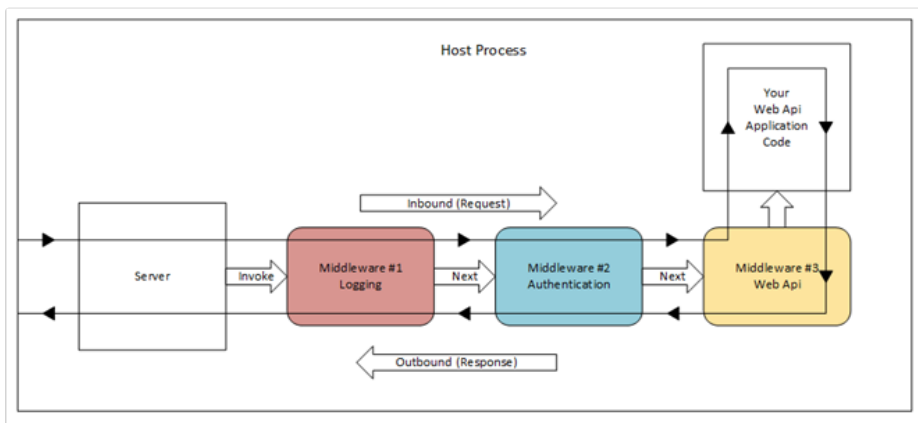 Host Process
Your
Web Api
Application
Code
Inbound (Request)
Server
Invoke
Middleware #1
Logging
Next
Middleware #2
Authentication
Next
Middleware #3
Web Api
Outbound (Response)